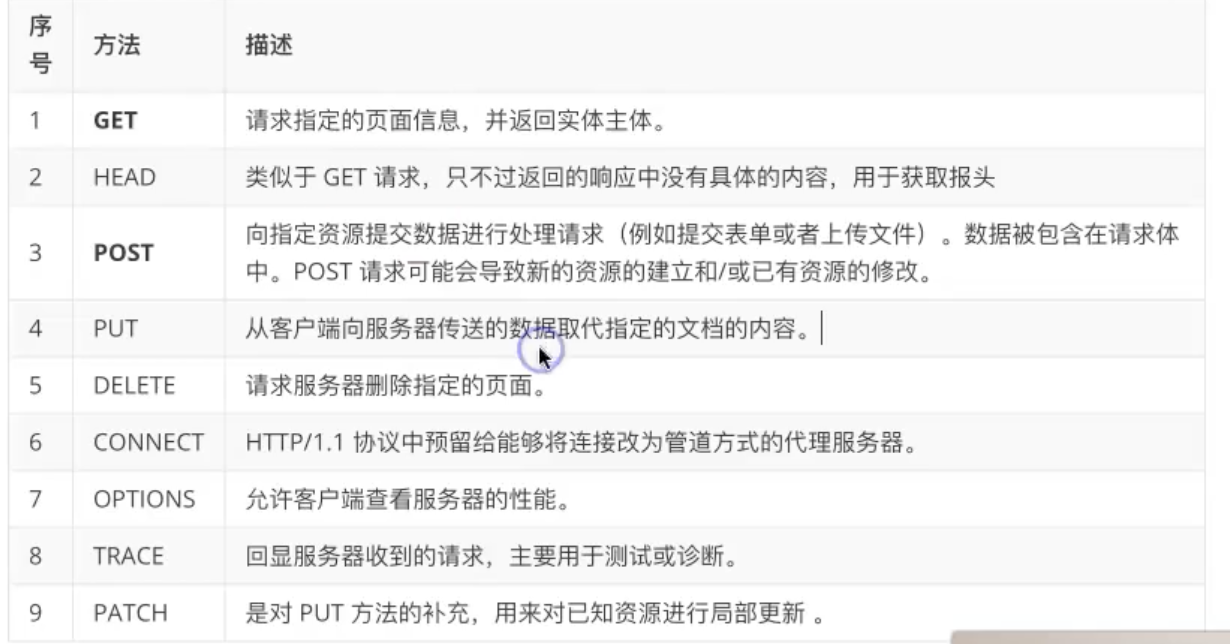 序号 方法 描述
1 GET 请求指定的页面信息，并返回实体主体。
2 HEAD 类似于 GET 请求，只不过返回的响应中没有具体的内容，用于获取报头
3 POST 向指定资源提交数据进行处理请求（例如提交表单或者上传文件）。数据被包含在请求体
中。POST 请求可能会导致新的资源的建立和/或已有资源的修改。
4 PUT 从客户端向服务器传送的数据取代指定的文档的内容。
5 DELETE 请求服务器删除指定的页面。
6 CONNECT HTTP/1.1 协议中预留给能够将连接改为管道方式的代理服务器。
7 OPTIONS 允许客户端查看服务器的性能。
8 TRACE 回显服务器收到的请求，主要用于测试或诊断。
9 PATCH 是对 PUT 方法的补充，用来对已知资源进行局部更新 。